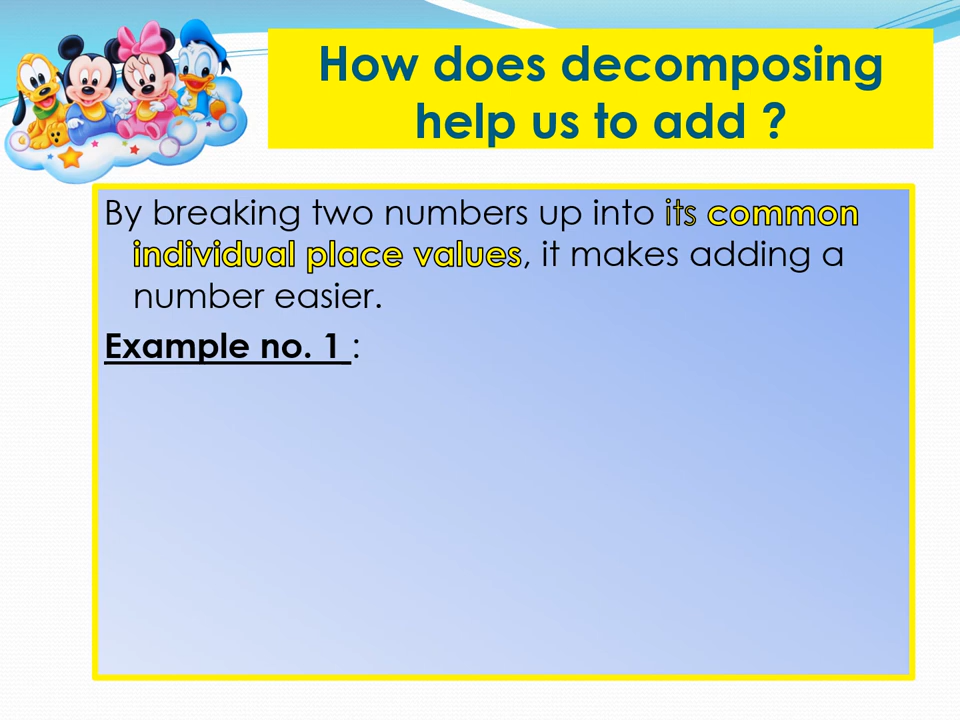 How does decomposing
help us to add ?
By breaking two numbers up into its common
individual place values, it makes adding a
number easier.
Example no. 1 :